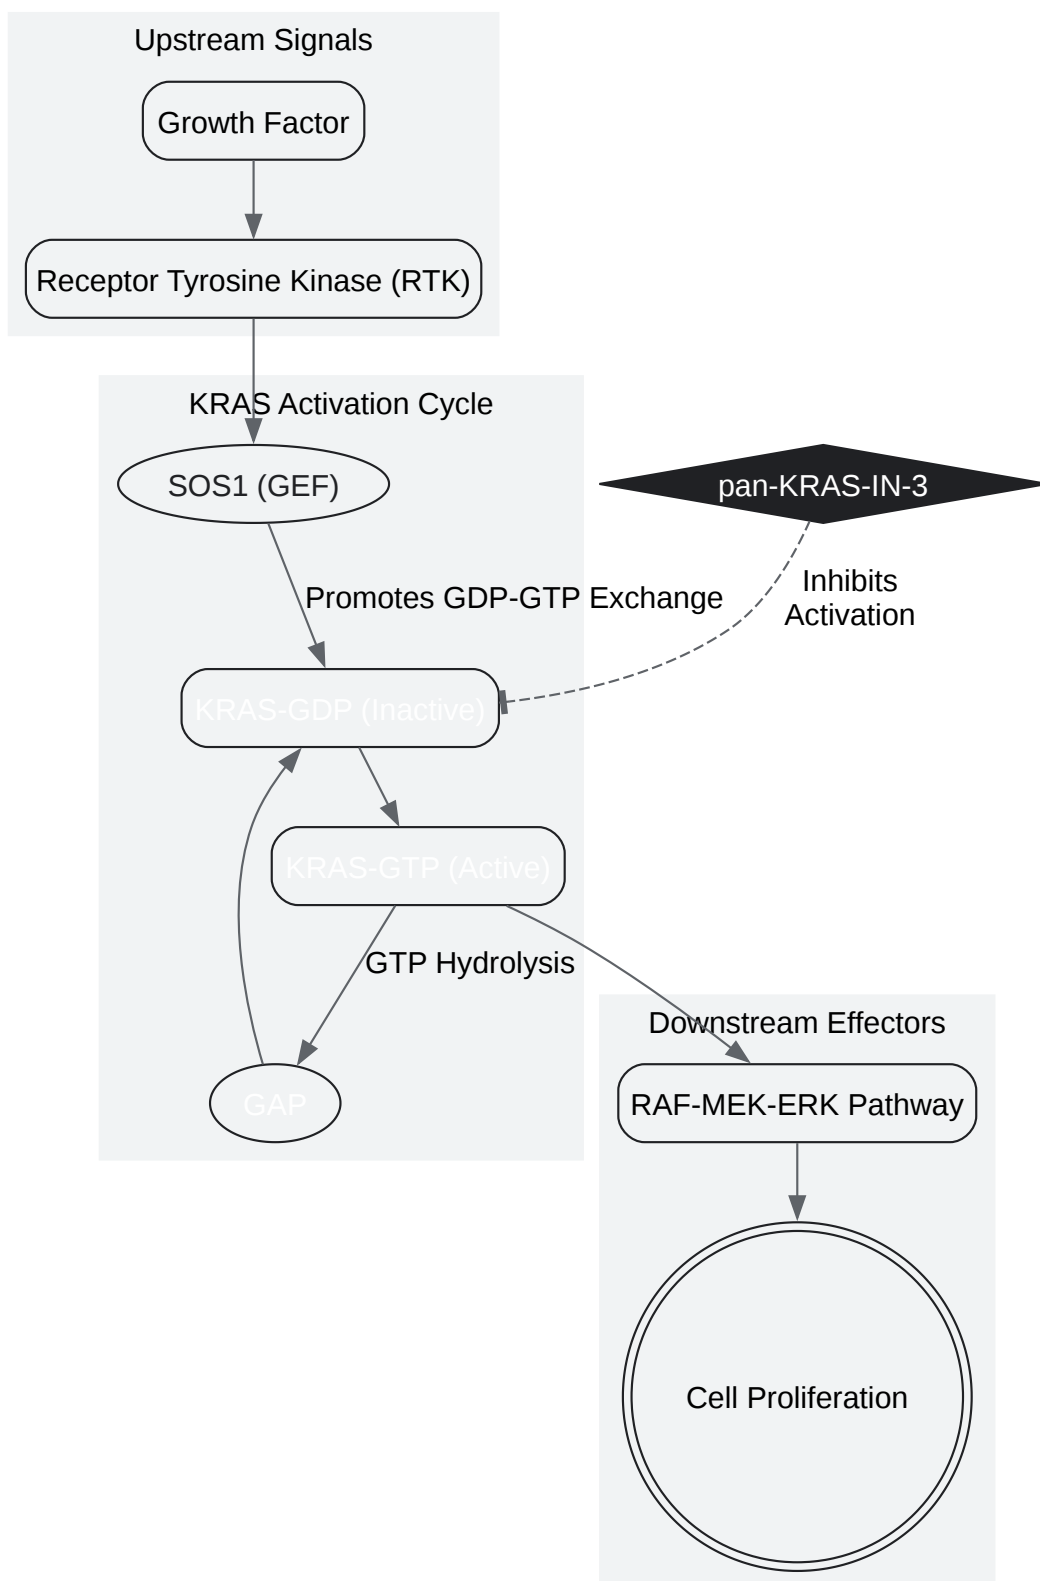 Upstream Signals
Growth Factor
Receptor Tyrosine Kinase (RTK)
KRAS Activation Cycle
SOS1 (GEF)
pan-KRAS-IN-3
Promotes GDP-GTP Exchange
Inhibits
Activation
KRAS-GDP (Inactive)
KRAS-GTP (Active)
GTP Hydrolysis
Downstream Effectors
GAP
RAF-MEK-ERK Pathway
Cell Proliferation